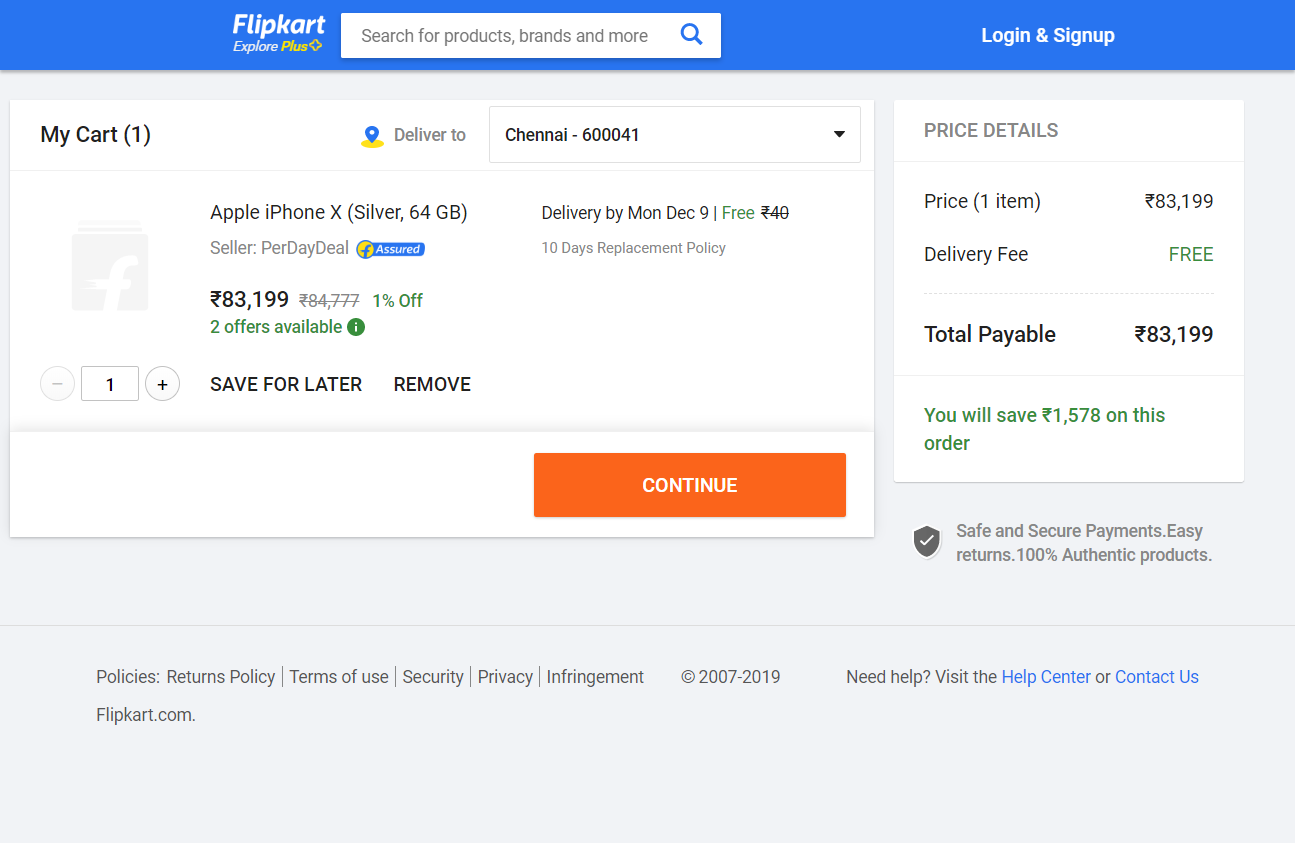 Flipkart
Explore Plus
Search for products, brands and more
Login & Signup
My Cart (1)
Deliver to
Chennai - 600041
Apple iPhone X (Silver, 64 GB)
Seller: PerDayDeal
Assured
₹83,199 ₹84,777 1% Off
2 offers available
Delivery by Mon Dec 9 | Free ₹40
10 Days Replacement Policy
− 1 +
SAVE FOR LATER
REMOVE
CONTINUE
PRICE DETAILS
Price (1 item) ₹83,199
Delivery Fee FREE
Total Payable ₹83,199
You will save ₹1,578 on this
order
Safe and Secure Payments.Easy
returns.100% Authentic products.
Policies: Returns Policy | Terms of use | Security | Privacy | Infringement © 2007-2019
Flipkart.com.
Need help? Visit the Help Center or Contact Us